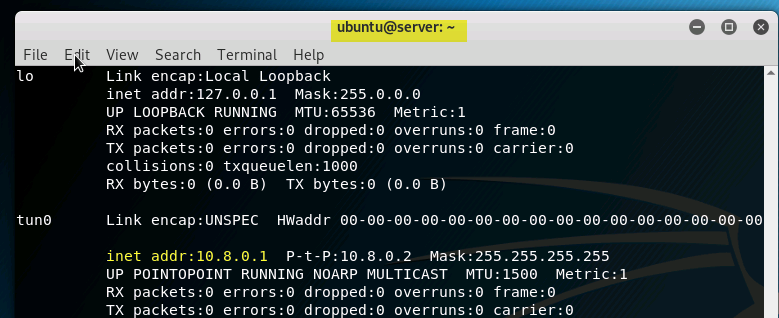 ubuntu@server: ~
File Edit View Search Terminal Help
lo Link encap:Local Loopback
inet addr:127.0.0.1 Mask:255.0.0.0
UP LOOPBACK RUNNING MTU:65536 Metric:1
RX packets:0 errors:0 dropped:0 overruns:0 frame:0
TX packets:0 errors:0 dropped:0 overruns:0 carrier:0
collisions:0 txqueuelen:1000
RX bytes:0 (0.0 B) TX bytes:0 (0.0 B)
tun0 Link encap:UNSPEC HWaddr 00-00-00-00-00-00-00-00-00-00-00-00
inet addr:10.8.0.1 P-t-P:10.8.0.2 Mask:255.255.255.255
UP POINTOPOINT RUNNING NOARP MULTICAST MTU:1500 Metric:1
RX packets:0 errors:0 dropped:0 overruns:0 frame:0
TX packets:0 errors:0 dropped:0 overruns:0 carrier:0